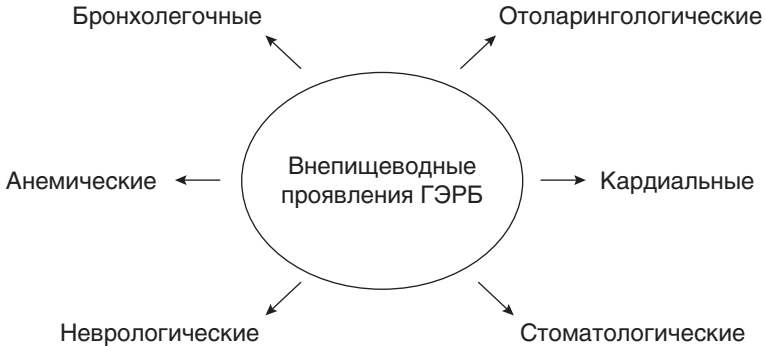 Бронхолегочные
Отоларингологические
Анемические
Внепищеводные
проявления ГЭРБ
Кардиальные
Неврологические
Стоматологические